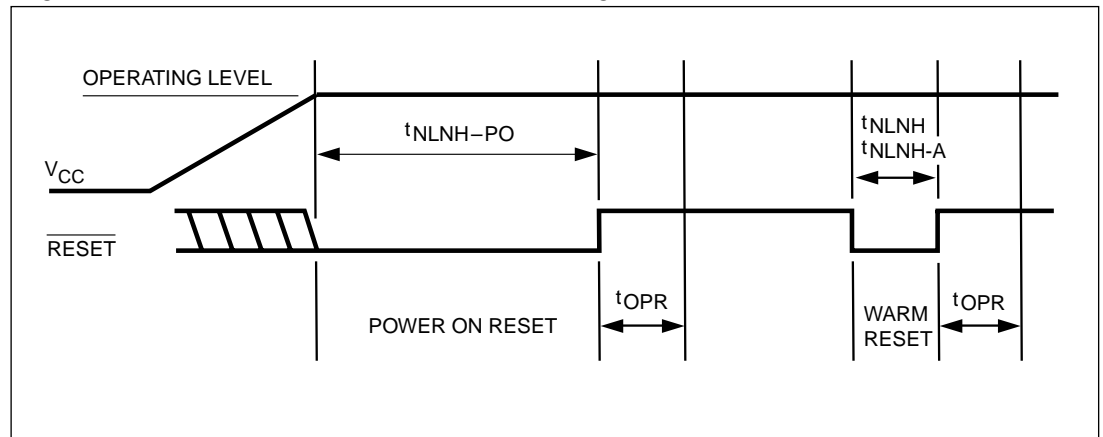 OPERATING LEVEL
tNLNH–PO
tNLNH
tNLNH-A
VCC
RESET
tOPR
tOPR
POWER ON RESET
WARM
RESET